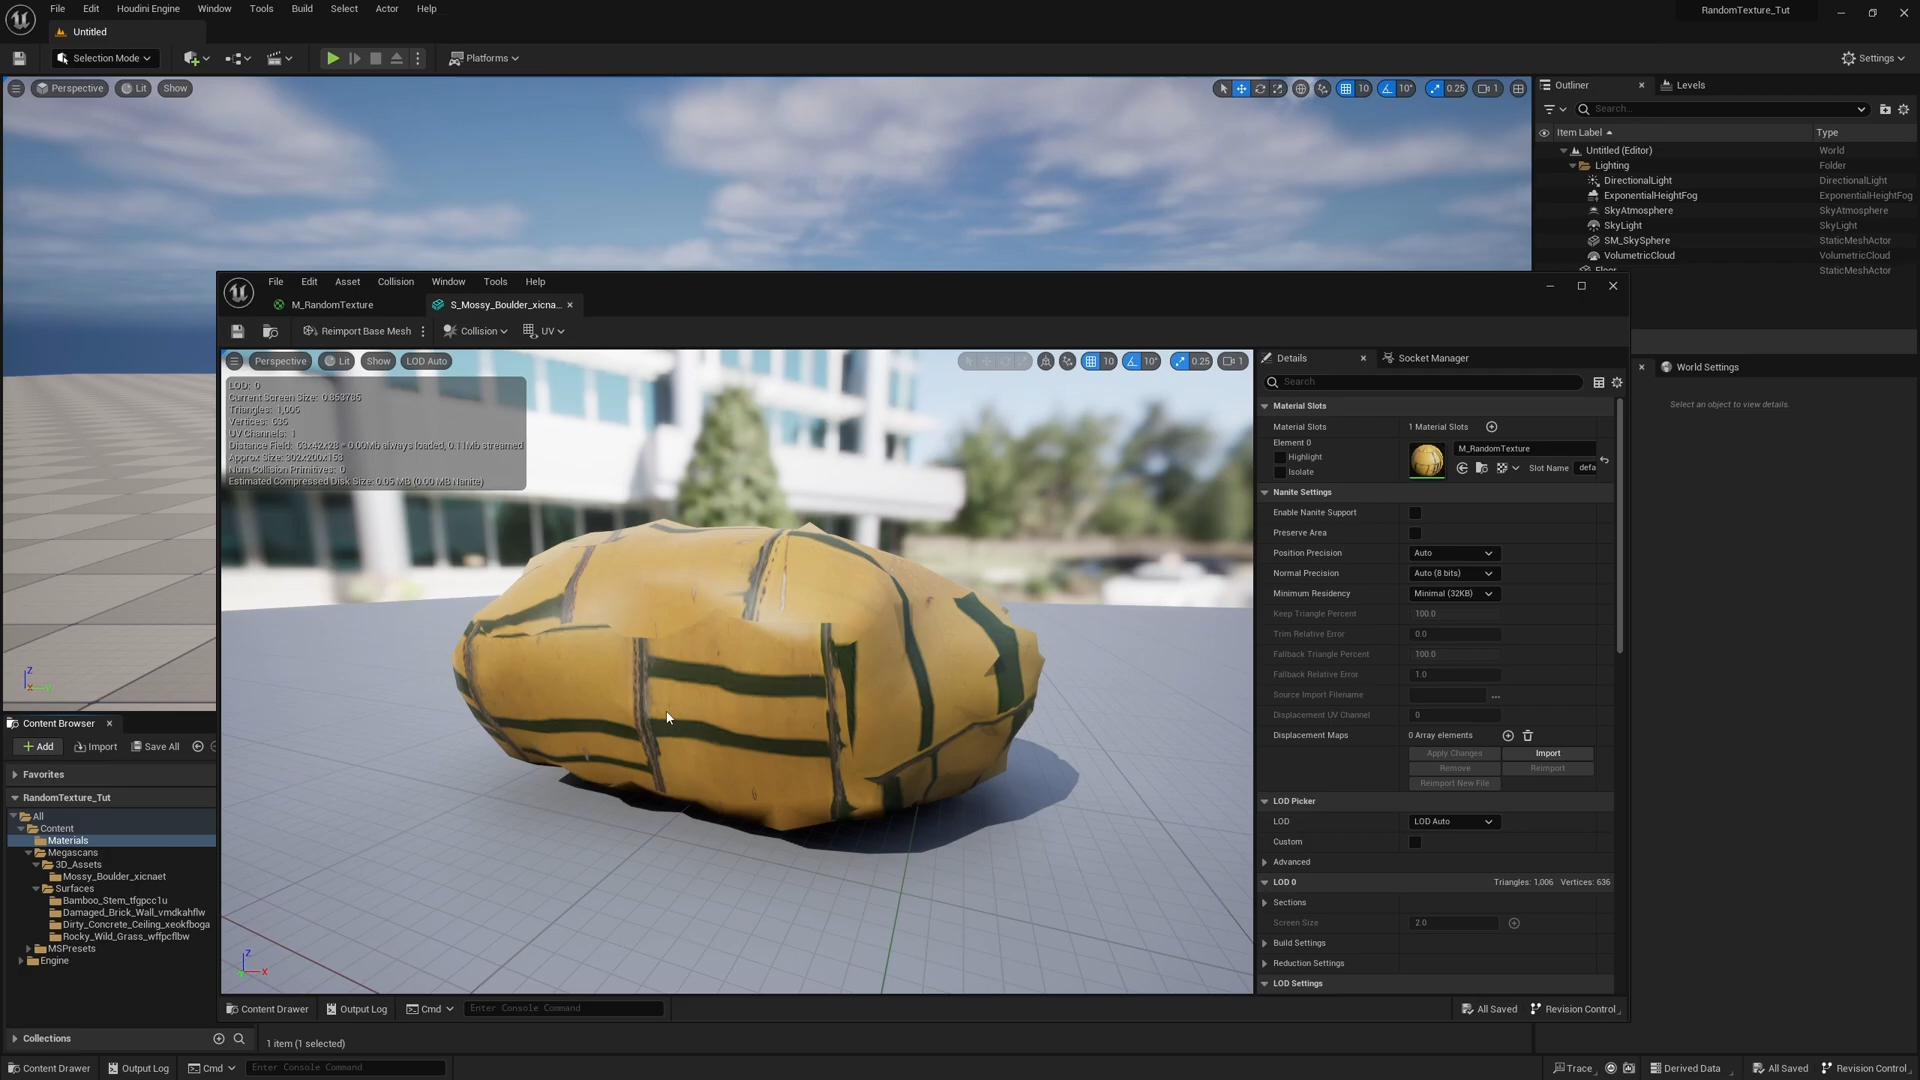 File Edit Houdini Engine Window Tools Build Select Actor Help
RandomTexture_Tut
Untitled
Selection Mode
Platforms
Settings
Perspective Lit Show
10 10° 0.25 1
Outliner
Levels
Search...
Item Label Type
Untitled (Editor) World
Lighting Folder
DirectionalLight DirectionalLight
ExponentialHeightFog ExponentialHeightFog
SkyAtmosphere SkyAtmosphere
SkyLight SkyLight
SM_SkySphere StaticMeshActor
VolumetricCloud VolumetricCloud
Floor StaticMeshActor
World Settings
Select an object to view details.
File Edit Asset Collision Window Tools Help
M_RandomTexture
S_Mossy_Boulder_xicna...
Reimport Base Mesh
Collision
UV
Perspective Lit Show LOD Auto
10 10° 0.25 1
LOD: 0
Current Screen Size: 0.853785
Triangles: 1,006
Vertices: 636
UV Channels: 1
Distance Field: 63x42x28 = 0.00Mb always loaded, 0.11Mb streamed
Approx Size: 302x200x153
Num Collision Primitives: 0
Estimated Compressed Disk Size: 0.05 MB (0.00 MB Nanite)
Z
X
Details
Socket Manager
Search
Material Slots
Material Slots 1 Material Slots
Element 0
Highlight
Isolate
M_RandomTexture
Slot Name defa
Nanite Settings
Enable Nanite Support
Preserve Area
Position Precision Auto
Normal Precision Auto (8 bits)
Minimum Residency Minimal (32KB)
Keep Triangle Percent 100.0
Trim Relative Error 0.0
Fallback Triangle Percent 100.0
Fallback Relative Error 1.0
Source Import Filename ...
Displacement UV Channel 0
Displacement Maps 0 Array elements
Apply Changes Import
Remove Reimport
Reimport New File
LOD Picker
LOD LOD Auto
Custom
Advanced
LOD 0 Triangles: 1,006 Vertices: 636
Sections
Screen Size 2.0
Build Settings
Reduction Settings
LOD Settings
Content Drawer Output Log Cmd Enter Console Command
All Saved Revision Control
Z
Content Browser
Add Import Save All
Favorites
RandomTexture_Tut
All
Content
Materials
Megascans
3D_Assets
Mossy_Boulder_xicnaet
Surfaces
Bamboo_Stem_tfgpcc1u
Damaged_Brick_Wall_vmdkahflw
Dirty_Concrete_Ceiling_xeokfboga
Rocky_Wild_Grass_wffpcflbw
MSPresets
Engine
Collections
1 item (1 selected)
Content Drawer Output Log Cmd Enter Console Command
Trace Derived Data All Saved Revision Control